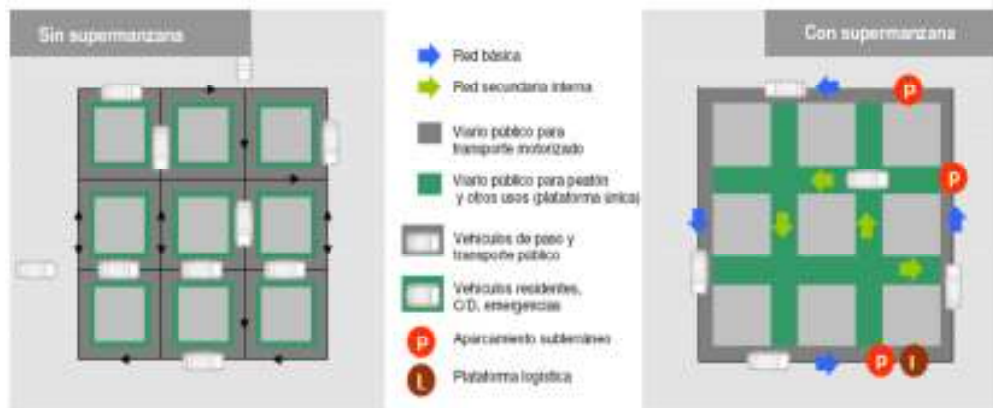 Sin supermanzana
Con supermanzana
Red básica
Red secundaria interna
Viario público para
transporte motorizado
Viario público para peatón
y otros usos (plataforma única)
Vehículos de paso y
transporte público
Vehículos residentes,
C/D, emergencias
P
Aparcamiento subterráneo
L
Plataforma logística
P
P
P
L